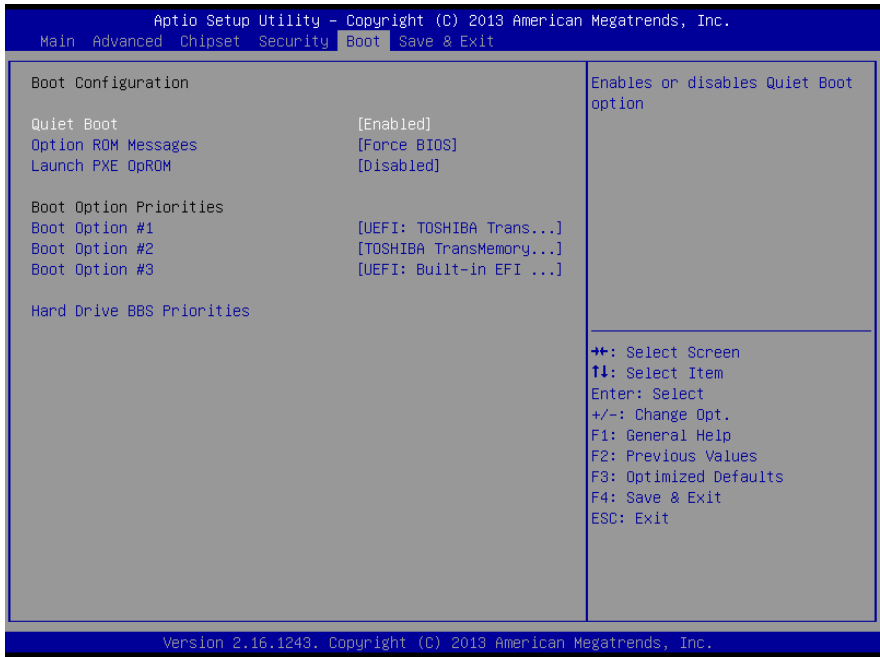 Aptio Setup Utility – Copyright (C) 2013 American Megatrends, Inc.
Main Advanced Chipset Security Boot Save & Exit
Boot Configuration
Quiet Boot [Enabled]
Option ROM Messages [Force BIOS]
Launch PXE OpROM [Disabled]
Boot Option Priorities
Boot Option #1 [UEFI: TOSHIBA Trans...]
Boot Option #2 [TOSHIBA TransMemory...]
Boot Option #3 [UEFI: Built-in EFI ...]
Hard Drive BBS Priorities
Enables or disables Quiet Boot
option
→←: Select Screen
↑↓: Select Item
Enter: Select
+/-: Change Opt.
F1: General Help
F2: Previous Values
F3: Optimized Defaults
F4: Save & Exit
ESC: Exit
Version 2.16.1243. Copyright (C) 2013 American Megatrends, Inc.